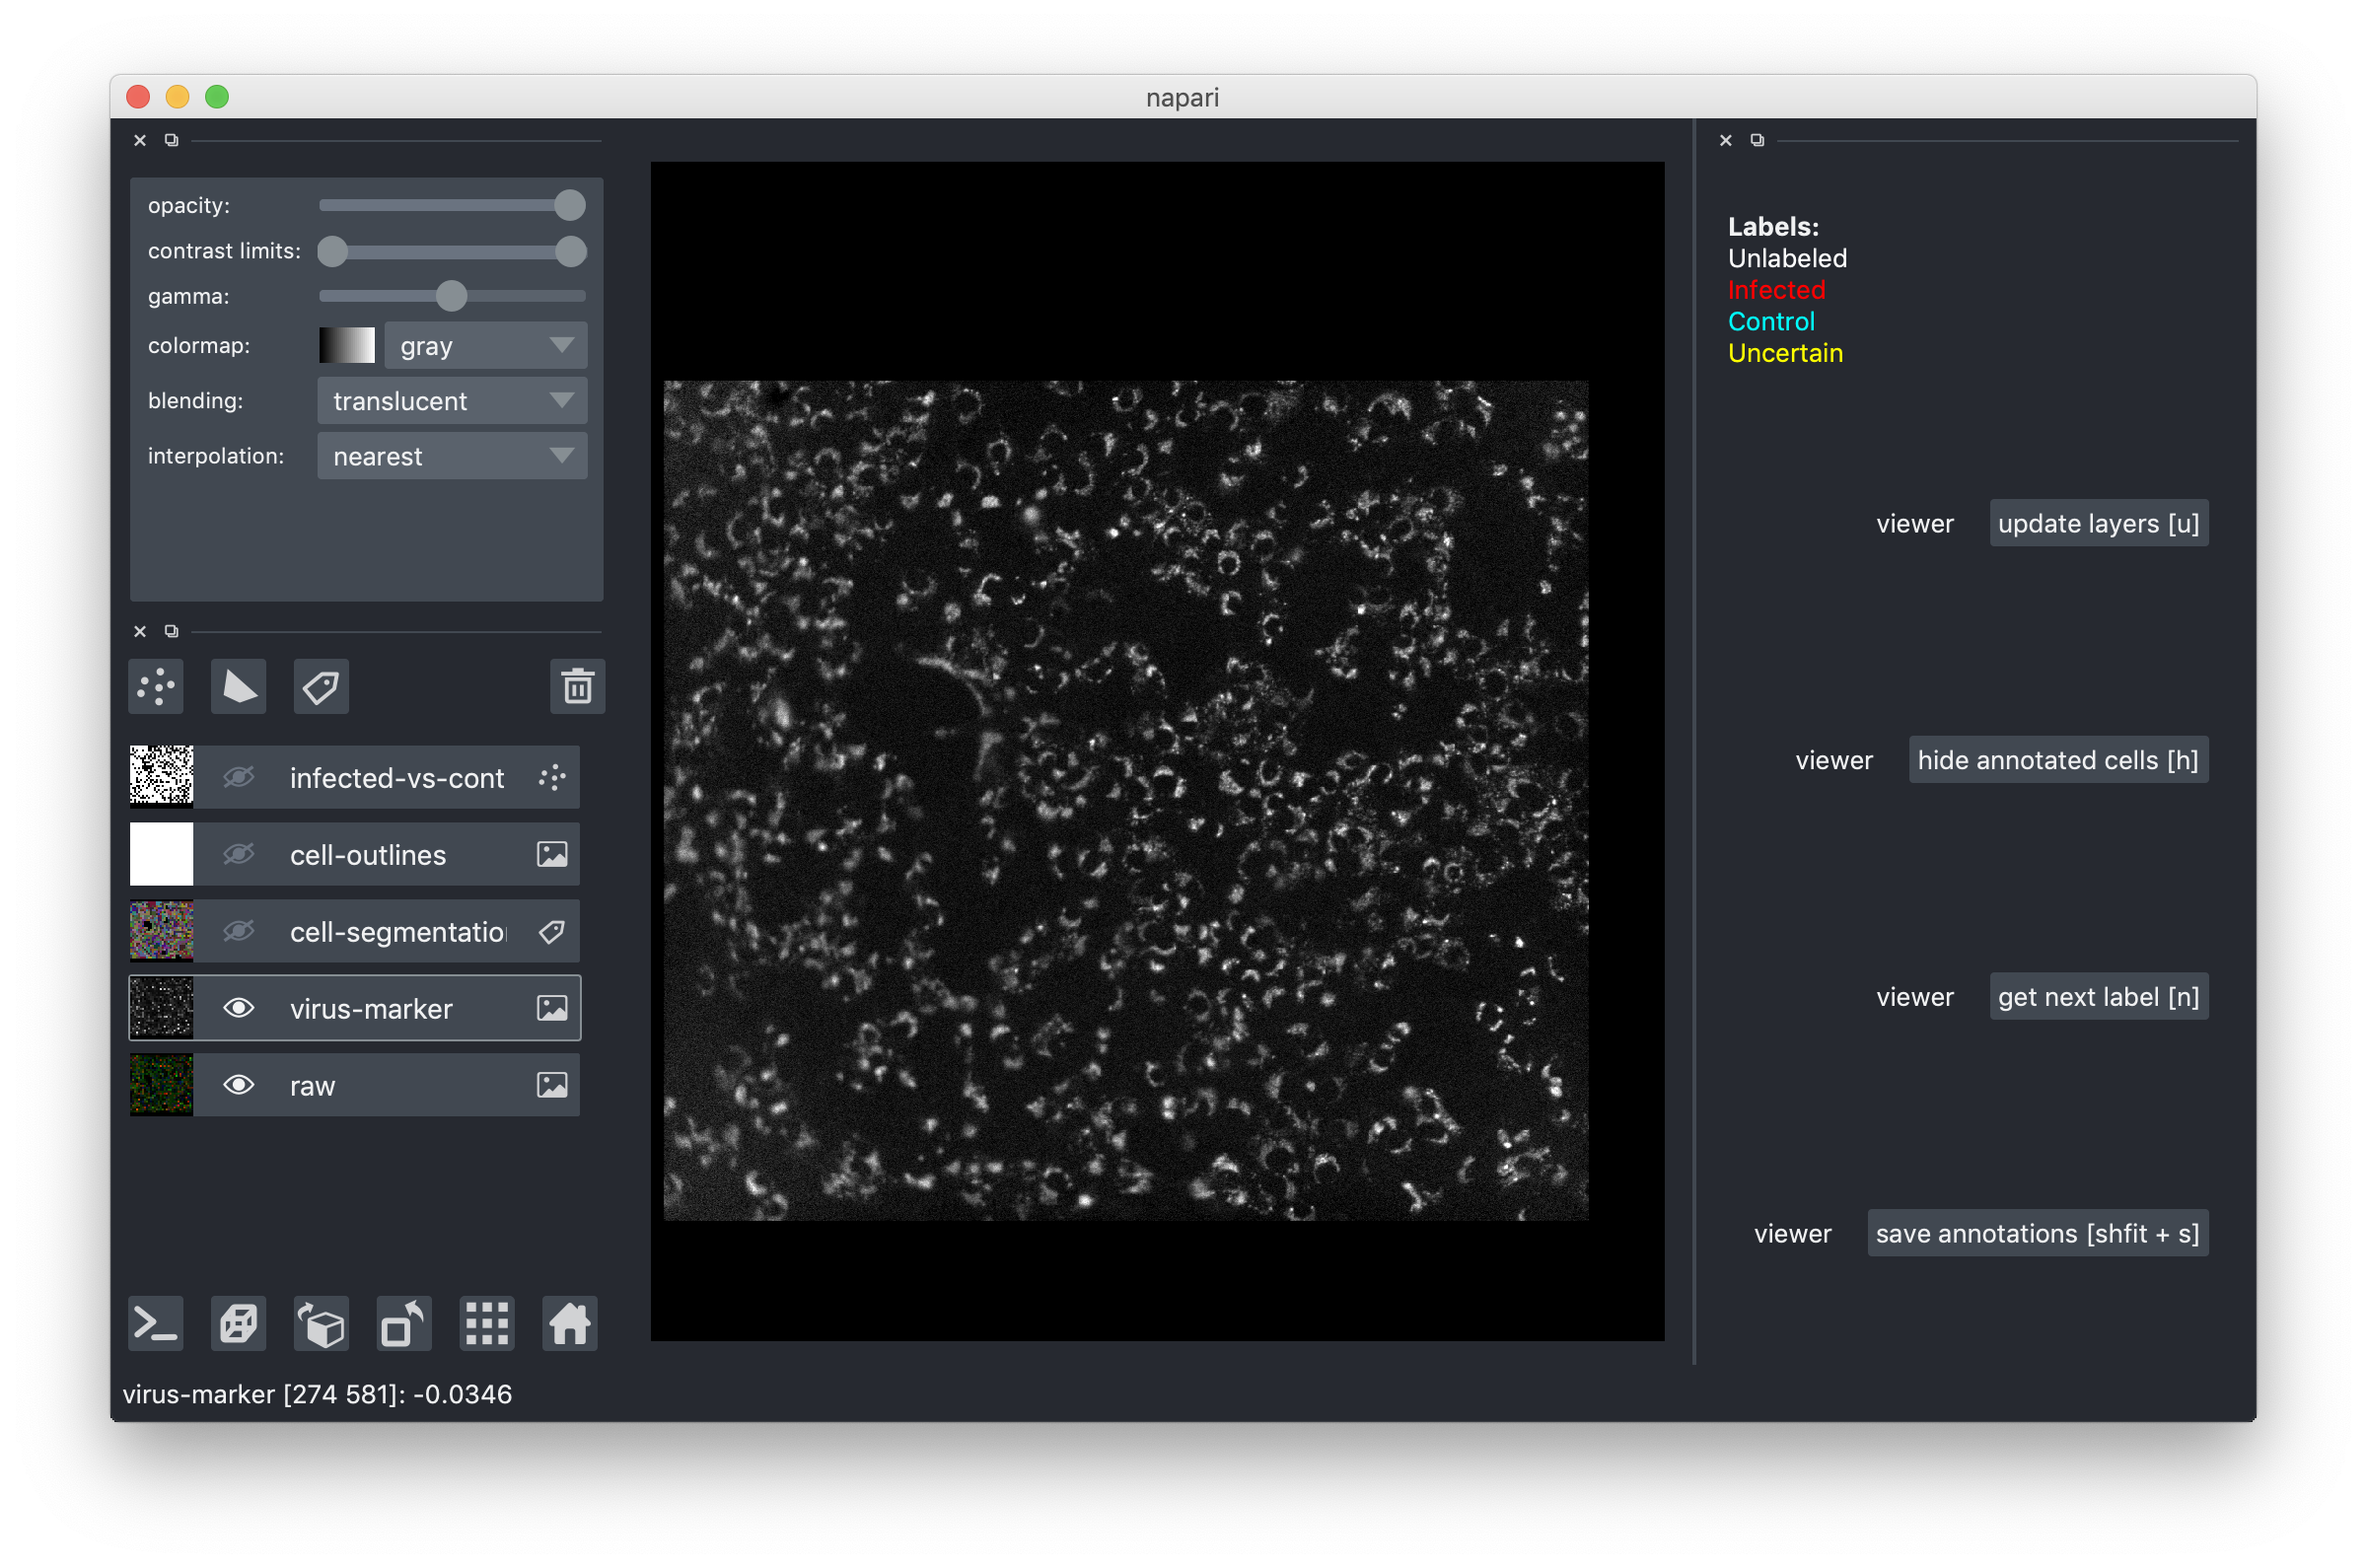 napari
opacity:
contrast limits:
gamma:
colormap: gray
blending: translucent
interpolation: nearest
infected-vs-cont
cell-outlines
cell-segmentatio
virus-marker
raw
virus-marker [274 581]: -0.0346
Labels:
Unlabeled
Infected
Control
Uncertain
viewer update layers [u]
viewer hide annotated cells [h]
viewer get next label [n]
viewer save annotations [shfit + s]